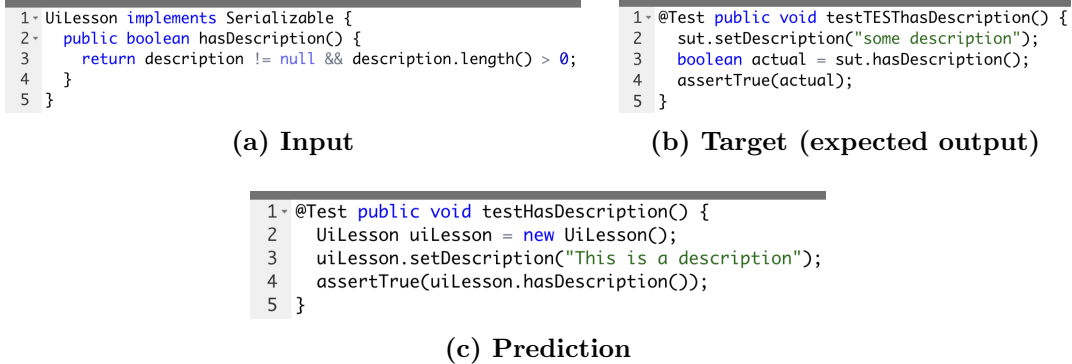 1 UiLesson implements Serializable {
2   public boolean hasDescription() {
3     return description != null && description.length() > 0;
4   }
5 }
(a) Input
1 @Test public void testTESThasDescription() {
2   sut.setDescription("some description");
3   boolean actual = sut.hasDescription();
4   assertTrue(actual);
5 }
(b) Target (expected output)
1 @Test public void testHasDescription() {
2   UiLesson uiLesson = new UiLesson();
3   uiLesson.setDescription("This is a description");
4   assertTrue(uiLesson.hasDescription());
5 }
(c) Prediction